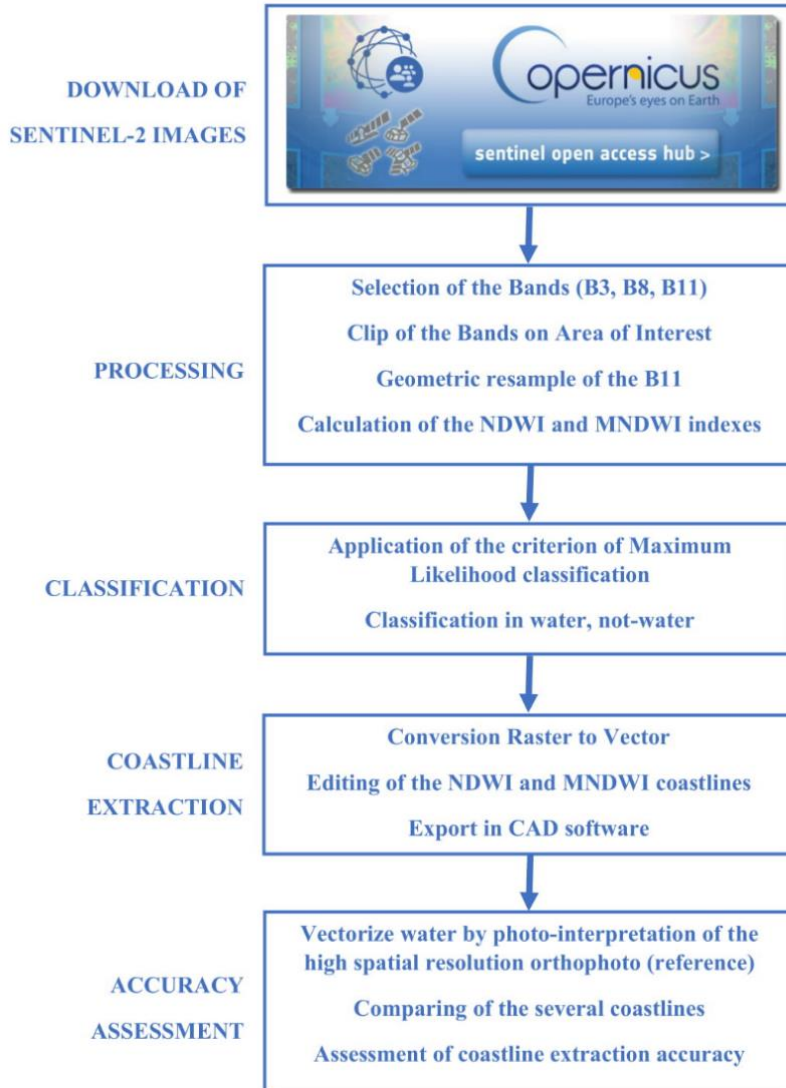 DOWNLOAD OF
SENTINEL-2 IMAGES
Copernicus
Europe's eyes on Earth
sentinel open access hub >
PROCESSING
Selection of the Bands (B3, B8, B11)
Clip of the Bands on Area of Interest
Geometric resample of the B11
Calculation of the NDWI and MNDWI indexes
CLASSIFICATION
Application of the criterion of Maximum
Likelihood classification
Classification in water, not-water
COASTLINE
EXTRACTION
Conversion Raster to Vector
Editing of the NDWI and MNDWI coastlines
Export in CAD software
ACCURACY
ASSESSMENT
Vectorize water by photo-interpretation of the
high spatial resolution orthophoto (reference)
Comparing of the several coastlines
Assessment of coastline extraction accuracy